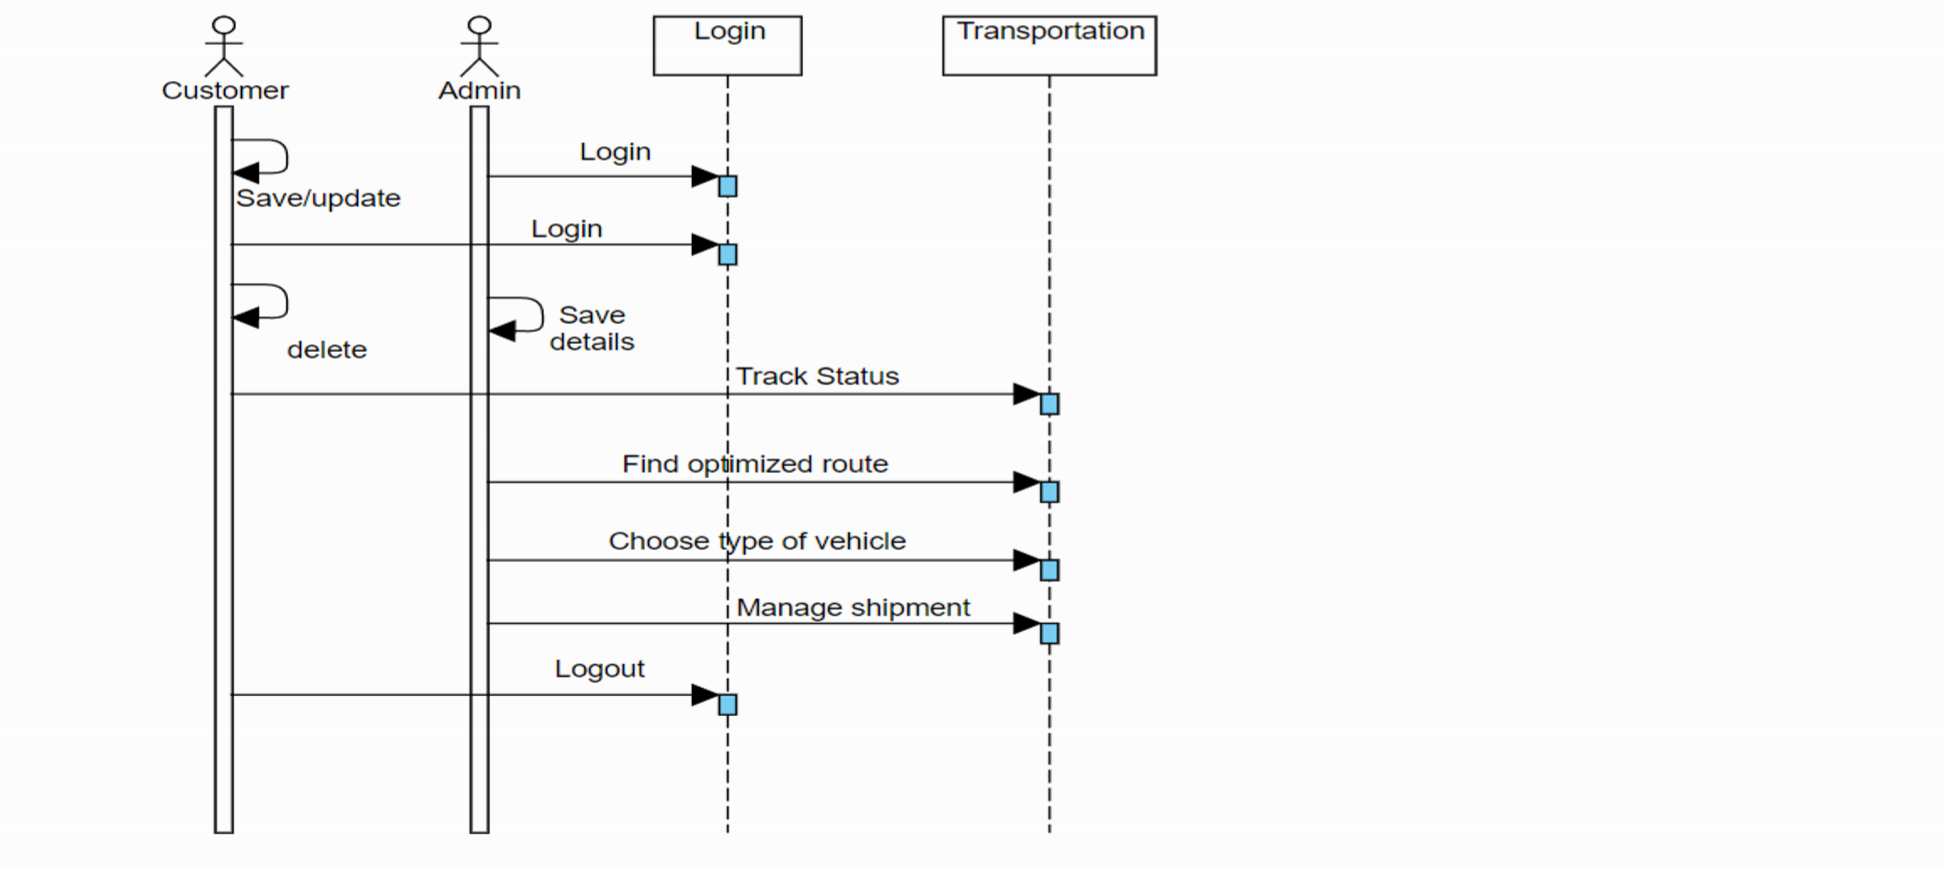 Login
Transportation
Customer
Admin
Login
Save/update
Login
Save
details
delete
Track Status
Find optimized route
Choose type of vehicle
Manage shipment
Logout